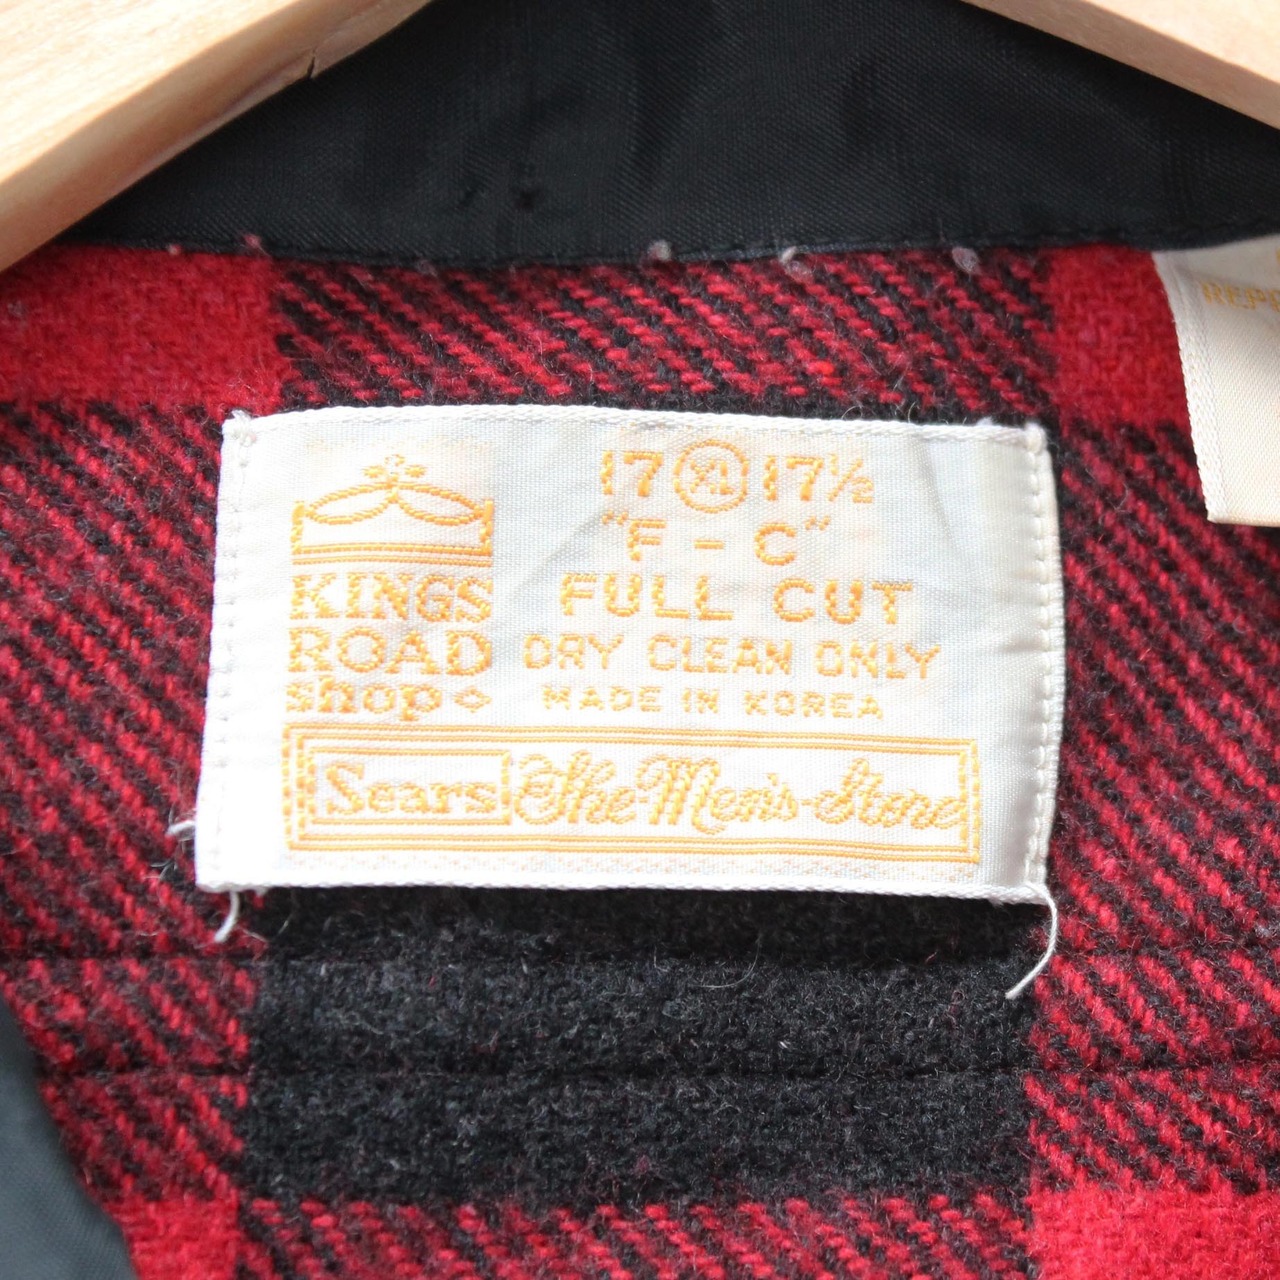 17 XL 17½
"F - C"
FULL CUT
DRY CLEAN ONLY
MADE IN KOREA
KINGS
ROAD
shop
Sears The Men's Store
REP